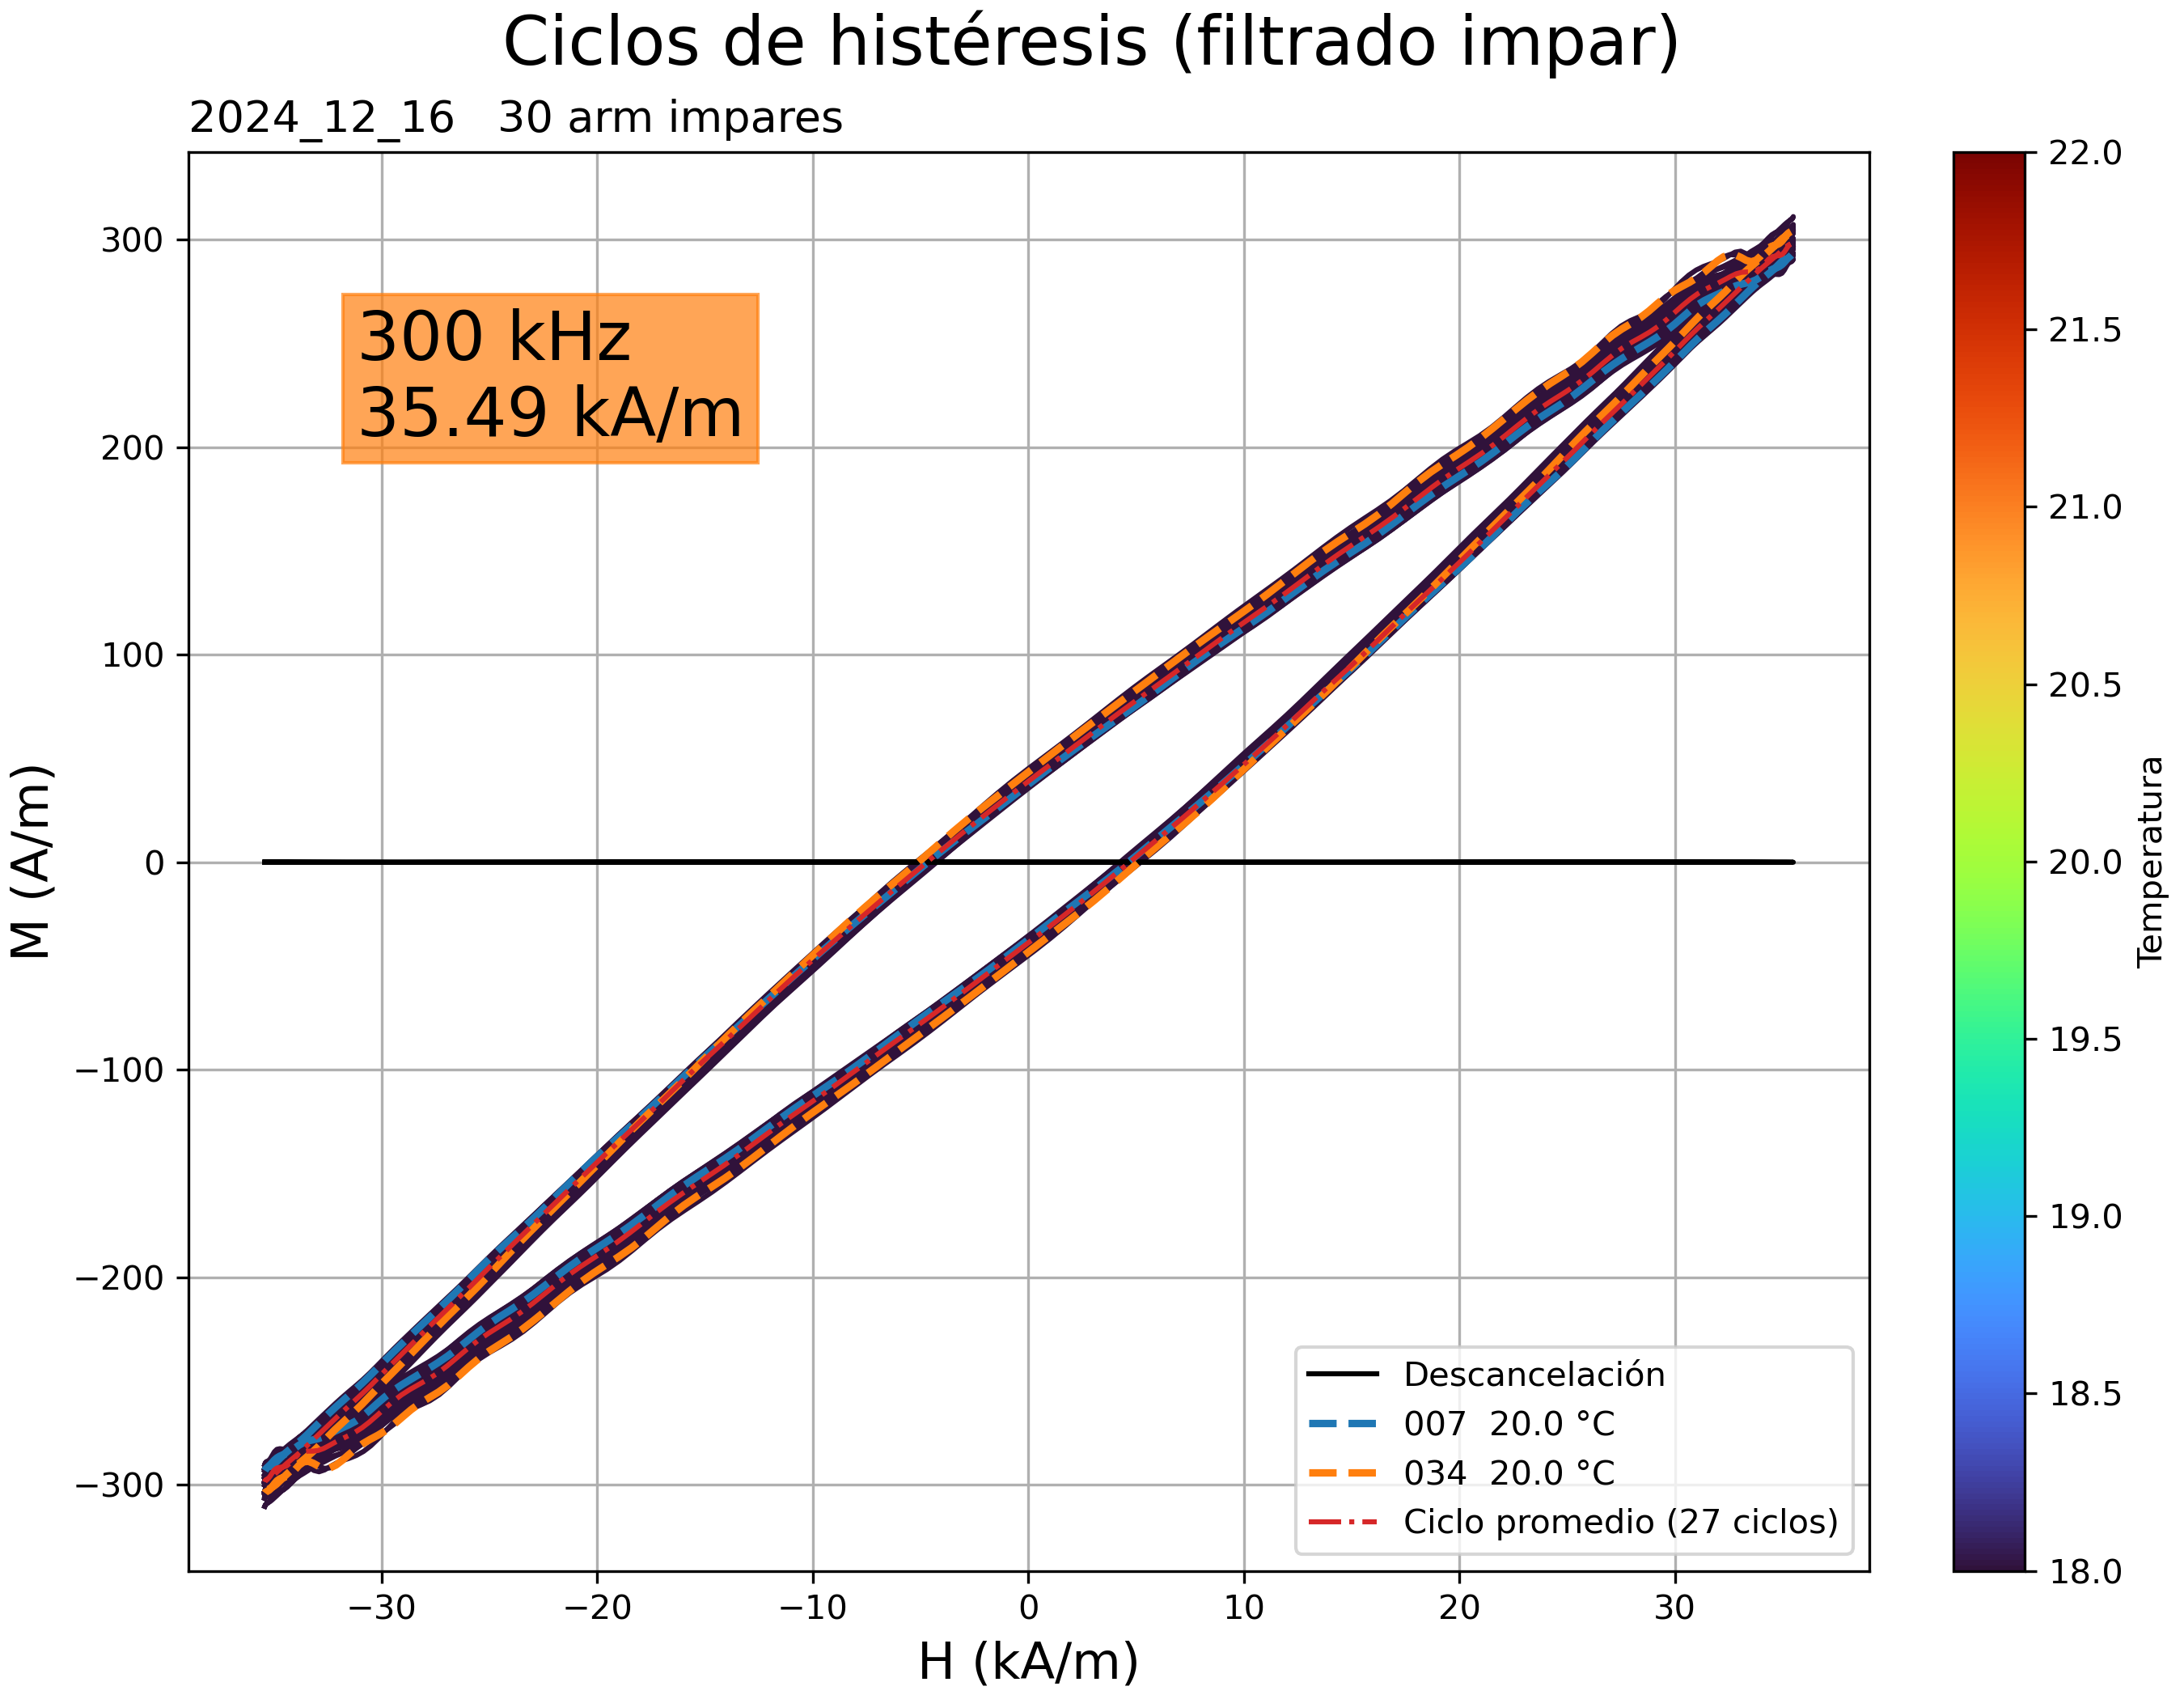 Ciclos de histéresis (filtrado impar)
2024_12_16   30 arm impares
300 kHz
35.49 kA/m
M (A/m)
300
200
100
0
−100
−200
−300
−30
−20
−10
0
10
20
30
H (kA/m)
Descancelación
007  20.0 °C
034  20.0 °C
Ciclo promedio (27 ciclos)
22.0
21.5
21.0
20.5
20.0
19.5
19.0
18.5
18.0
Temperatura